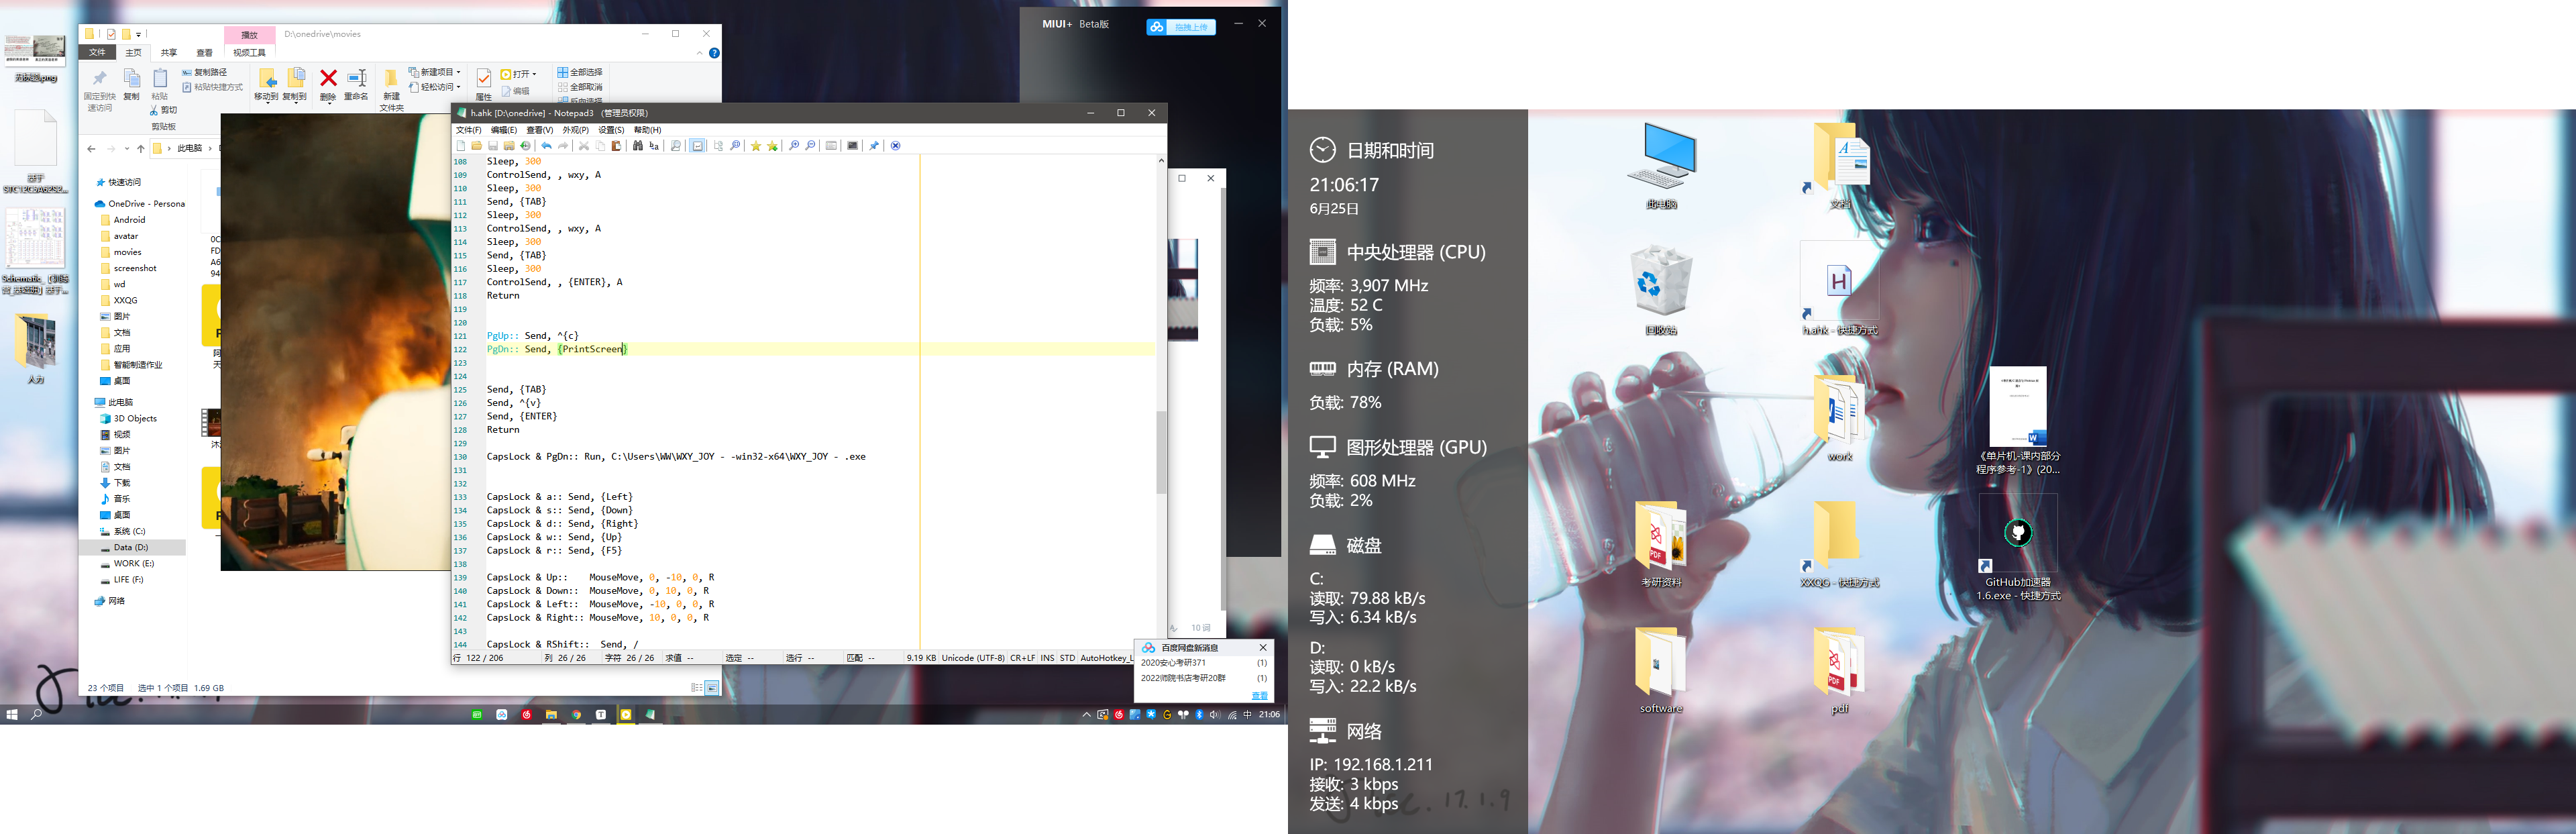 播放
D:\onedrive\movies
文件
主页
共享
查看
视频工具
固定到快
速访问
复制
粘贴
复制路径
粘贴快捷方式
剪切
剪贴板
移动到
复制到
删除
重命名
新建
文件夹
新建项目
轻松访问
属性
打开
编辑
全部选择
全部取消
反向选择
此电脑
快速访问
OneDrive - Persona
Android
avatar
movies
screenshot
wd
XXQG
图片
文档
应用
智能制造作业
桌面
此电脑
3D Objects
视频
图片
文档
下载
音乐
桌面
系统 (C:)
Data (D:)
WORK (E:)
LIFE (F:)
网络
23 个项目
选中 1 个项目 1.69 GB
人力
MIUI+ Beta版
拖拽上传
h.ahk [D:\onedrive] - Notepad3 (管理员权限)
文件(F)
编辑(E)
查看(V)
外观(P)
设置(S)
帮助(H)
108 Sleep, 300
109 ControlSend, , wxy, A
110 Sleep, 300
111 Send, {TAB}
112 Sleep, 300
113 ControlSend, , wxy, A
114 Sleep, 300
115 Send, {TAB}
116 Sleep, 300
117 ControlSend, , {ENTER}, A
118 Return
119
120
121 PgUp:: Send, ^{c}
122 PgDn:: Send, {PrintScreen}
123
124
125 Send, {TAB}
126 Send, ^{v}
127 Send, {ENTER}
128 Return
129
130 CapsLock & PgDn:: Run, C:\Users\WW\WXY_JOY - -win32-x64\WXY_JOY - .exe
131
132
133 CapsLock & a:: Send, {Left}
134 CapsLock & s:: Send, {Down}
135 CapsLock & d:: Send, {Right}
136 CapsLock & w:: Send, {Up}
137 CapsLock & r:: Send, {F5}
138
139 CapsLock & Up:: MouseMove, 0, -10, 0, R
140 CapsLock & Down:: MouseMove, 0, 10, 0, R
141 CapsLock & Left:: MouseMove, -10, 0, 0, R
142 CapsLock & Right:: MouseMove, 10, 0, 0, R
143
144 CapsLock & RShift:: Send, /
行 122 / 206
列 26 / 26
字符 26 / 26
求值 --
选定 --
选行 --
匹配 --
9.19 KB
Unicode (UTF-8)
CR+LF
INS
STD
AutoHotkey_L
10 词
百度网盘新消息
2020安心考研371 (1)
2022师院书店考研20群 (1)
查看
中
21:06
日期和时间
21:06:17
6月25日
中央处理器 (CPU)
频率: 3,907 MHz
温度: 52 C
负载: 5%
内存 (RAM)
负载: 78%
图形处理器 (GPU)
频率: 608 MHz
负载: 2%
磁盘
C:
读取: 79.88 kB/s
写入: 6.34 kB/s
D:
读取: 0 kB/s
写入: 22.2 kB/s
网络
IP: 192.168.1.211
接收: 3 kbps
发送: 4 kbps
17.1.9
此电脑
文档
回收站
h.ahk - 快捷方式
work
《单片机-课内部分
程序参考-1》(20...
考研资料
XXQG - 快捷方式
GitHub加速器
1.6.exe - 快捷方式
software
pdf